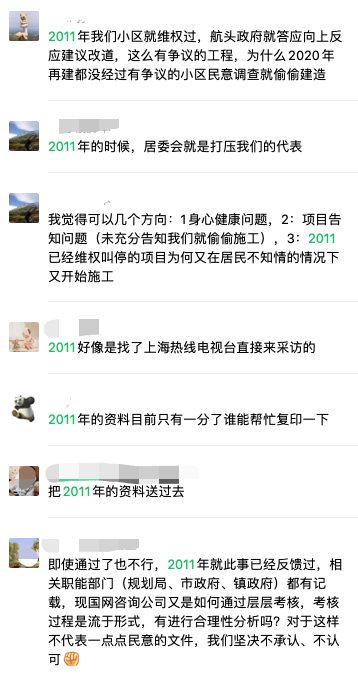 2011年我们小区就维权过，航头政府就答应向上反
应建议改道，这么有争议的工程，为什么2020年
再建都没经过有争议的小区民意调查就偷偷建造
2011年的时候，居委会就是打压我们的代表
我觉得可以几个方向：1身心健康问题，2：项目告
知问题（未充分告知我们就偷偷施工），3：2011
已经维权叫停的项目为何又在居民不知情的情况下
又开始施工
2011好像是找了上海热线电视台直接来采访的
2011年的资料目前只有一分了谁能帮忙复印一下
把2011年的资料送过去
即使通过了也不行，2011年就此事已经反馈过，相
关职能部门（规划局、市政府、镇政府）都有记
载，现国网咨询公司又是如何通过层层考核，考核
过程是流于形式，有进行合理性分析吗？对于这样
不代表一点点民意的文件，我们坚决不承认、不认
可✊